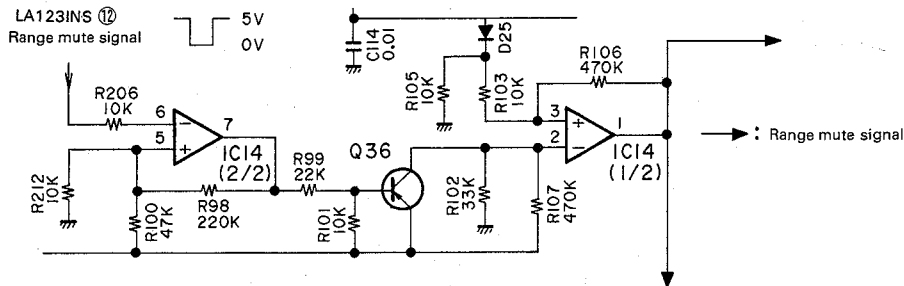 LA123INS ⑫
Range mute signal
5V
0V
C114
0.01
D25
R106
470K
R105
10K
R103
10K
R206
10K
6
7
5
3
1
2
IC14
(2/2)
IC14
(1/2)
: Range mute signal
R99
22K
Q36
R212
10K
R98
220K
R100
47K
R101
10K
R102
33K
R107
470K